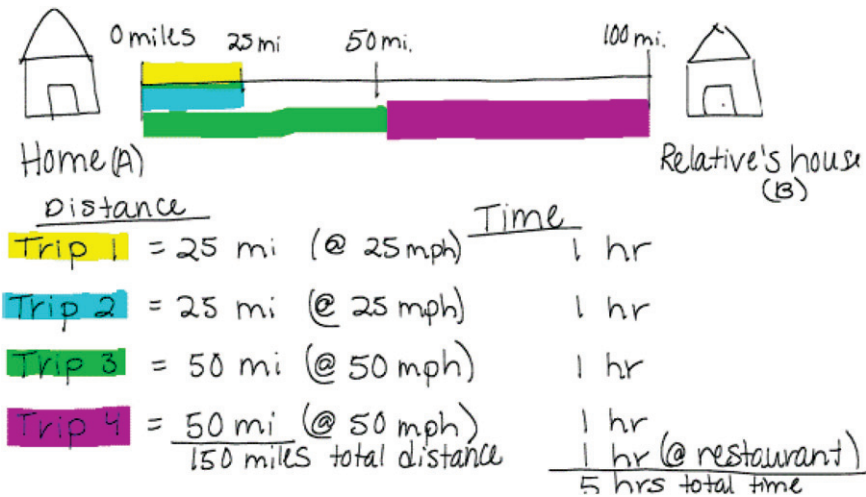 0 miles 25 mi 50 mi. 100 mi.
Home (A) Relative's house
(B)
Distance Time
Trip 1 = 25 mi (@ 25 mph) 1 hr
Trip 2 = 25 mi (@ 25 mph) 1 hr
Trip 3 = 50 mi (@ 50 mph) 1 hr
Trip 4 = 50 mi (@ 50 mph) 1 hr
150 miles total distance 1 hr (@ restaurant)
5 hrs total time